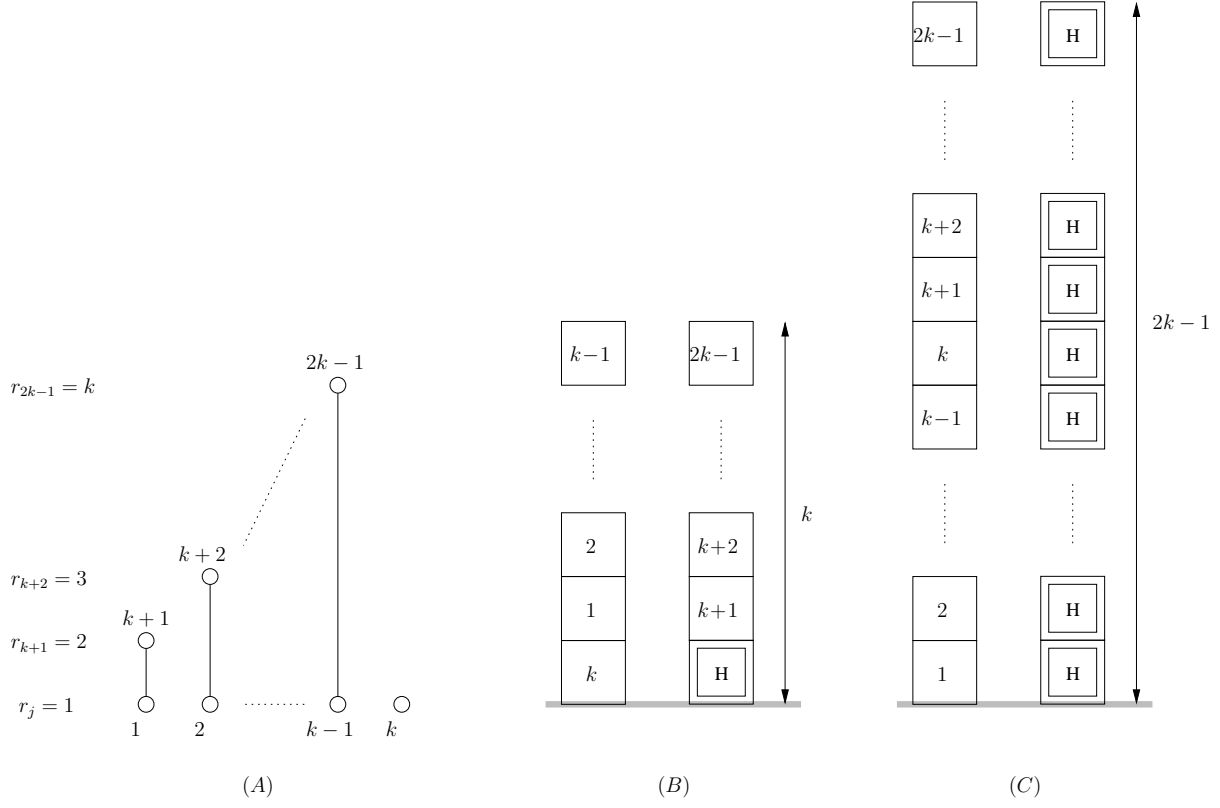 2k−1 H
k+2 H
k+1 H
k H
k−1 H
2k − 1
k−1 2k−1
2k − 1
r_{2k−1} = k
k
2 k+2
k + 2
r_{k+2} = 3
2 H
1 k+1
k + 1
r_{k+1} = 2
k H
1 H
r_j = 1
1 2 k − 1 k
(A) (B) (C)